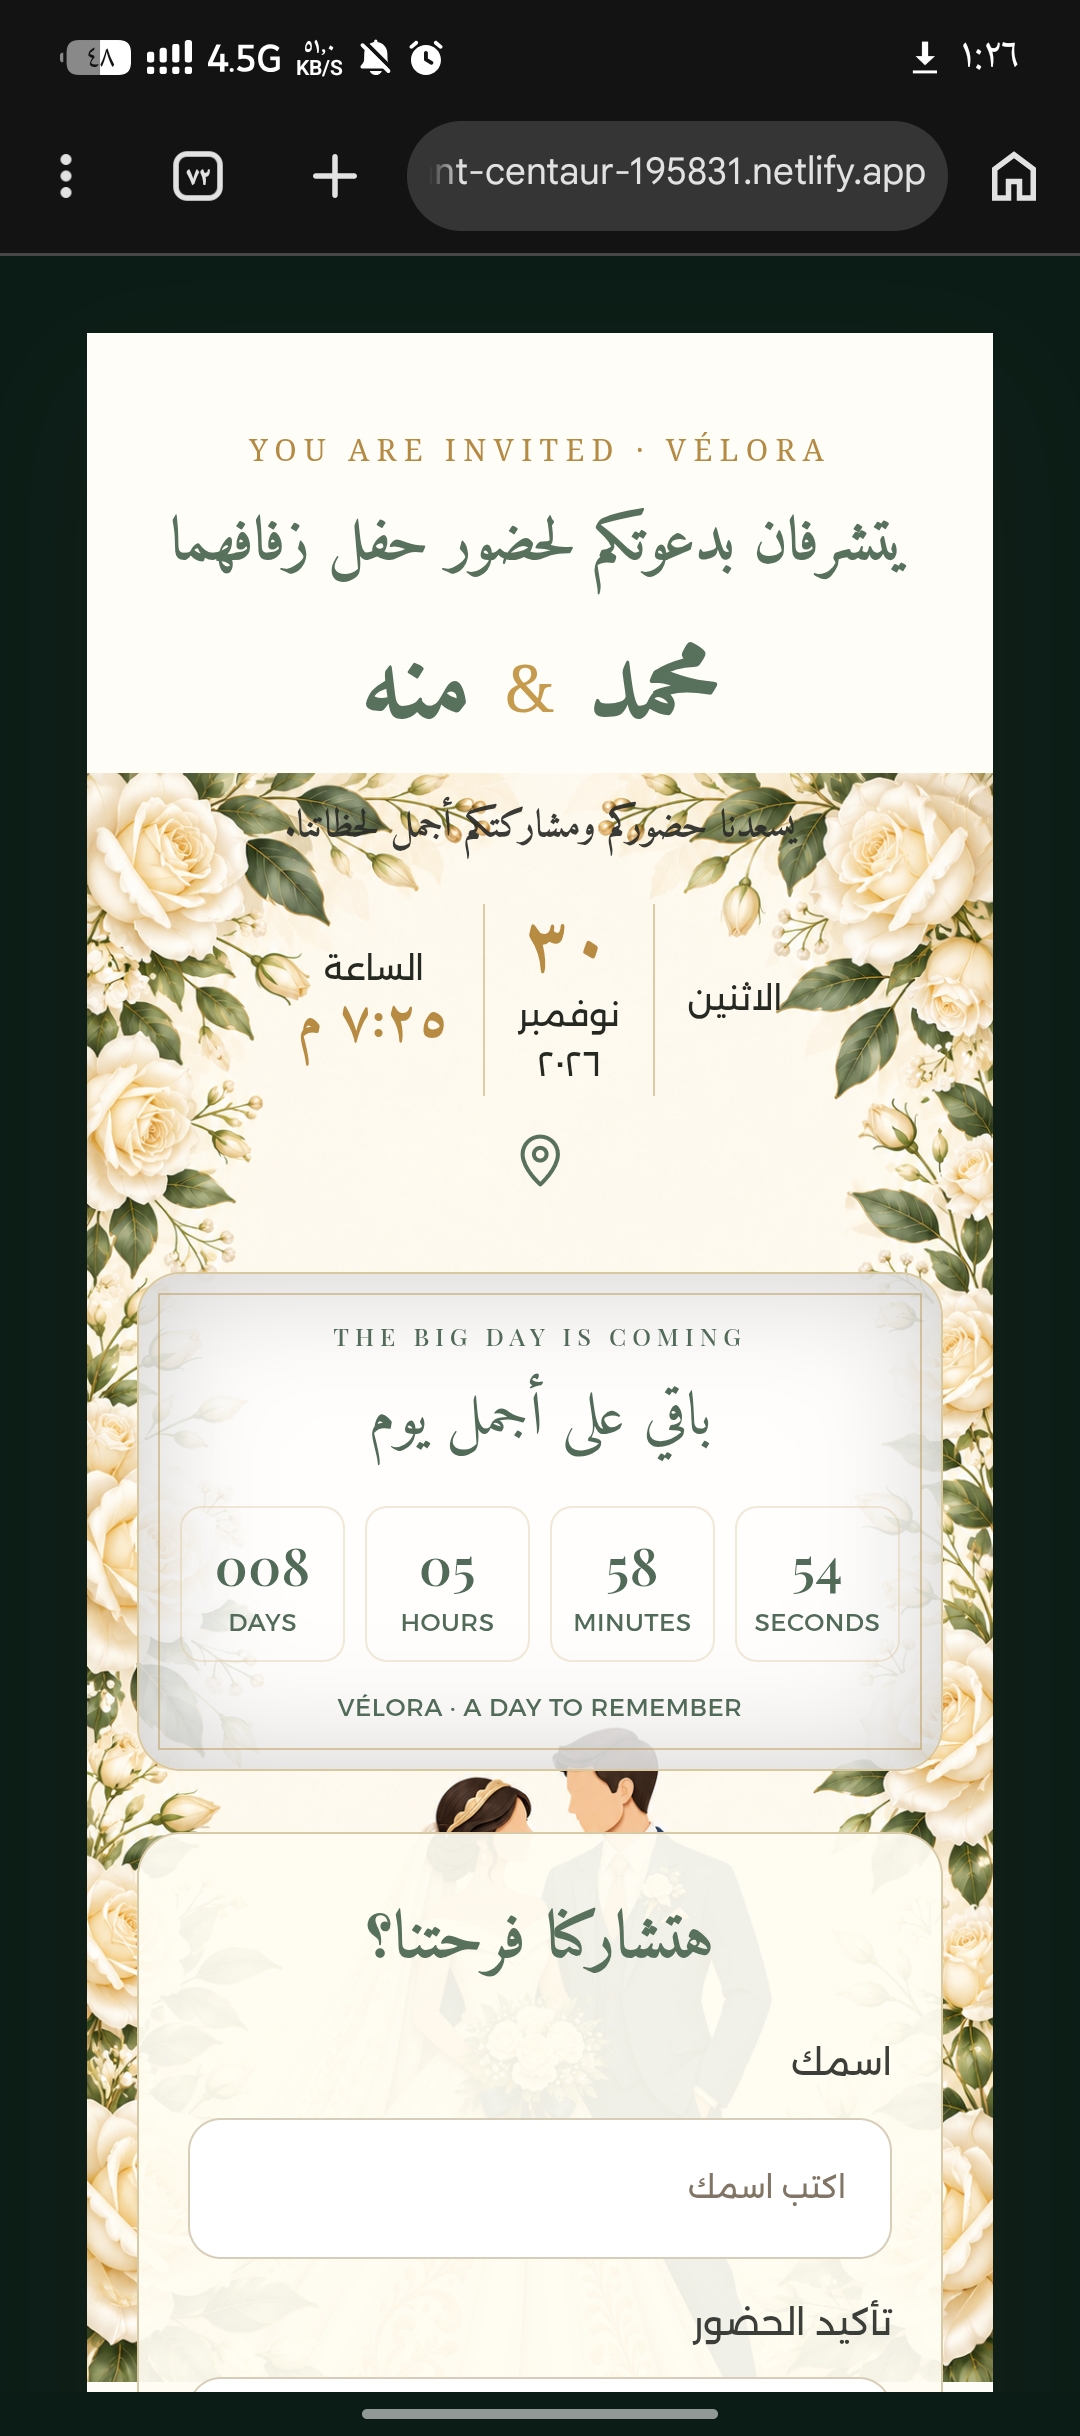 ٤٨ 4.5G ٥١,٠ KB/S ١:٢٦
٧٢ nt-centaur-195831.netlify.app
YOU ARE INVITED · VÉLORA
يتشرفان بدعوتكم لحضور حفل زفافهما
محمد & منه
يسعدنا حضوركم ومشاركتكم أجمل لحظاتنا.
الاثنين
٣٠
نوفمبر
٢٠٢٦
الساعة
٧:٢٥ م
THE BIG DAY IS COMING
باقي على أجمل يوم
008 05 58 54
DAYS HOURS MINUTES SECONDS
VÉLORA · A DAY TO REMEMBER
هتشاركنا فرحتنا؟
اسمك
اكتب اسمك
تأكيد الحضور